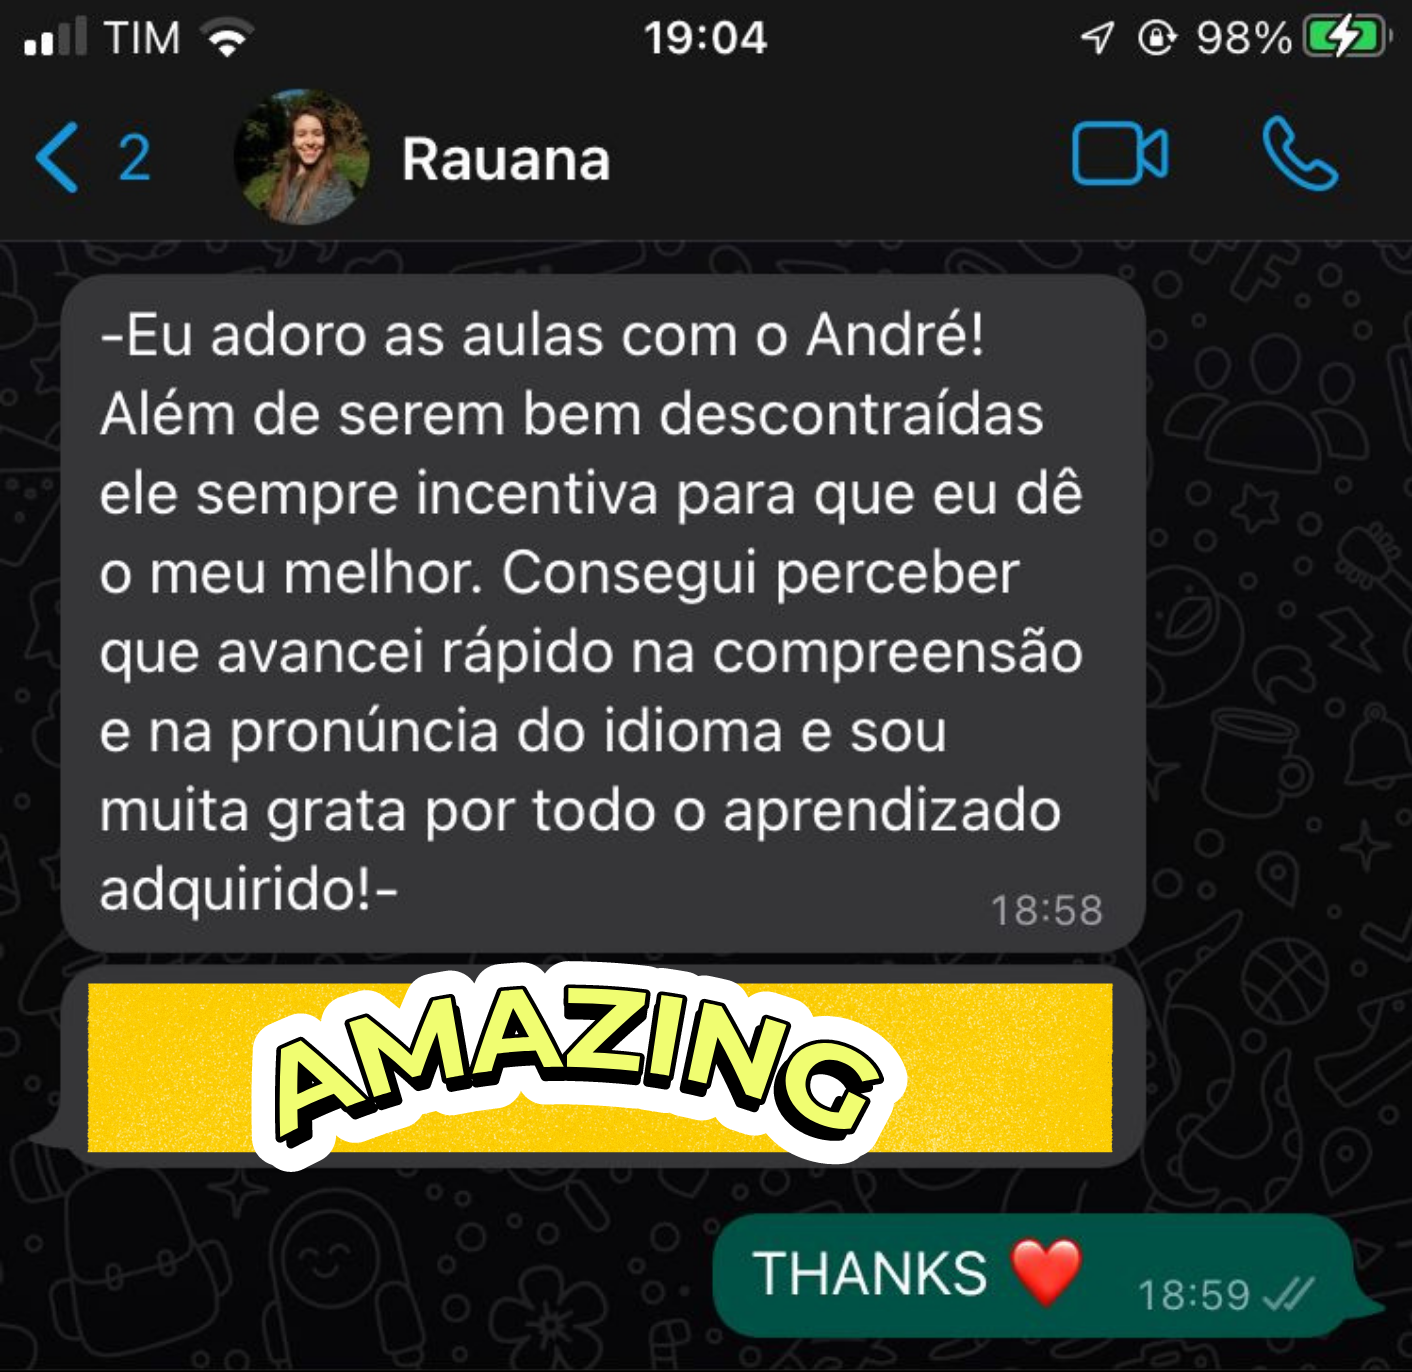 TIM 19:04 98%
2 Rauana
-Eu adoro as aulas com o André!
Além de serem bem descontraídas
ele sempre incentiva para que eu dê
o meu melhor. Consegui perceber
que avancei rápido na compreensão
e na pronúncia do idioma e sou
muita grata por todo o aprendizado
adquirido!-
18:58
AMAZING
THANKS ❤️ 18:59